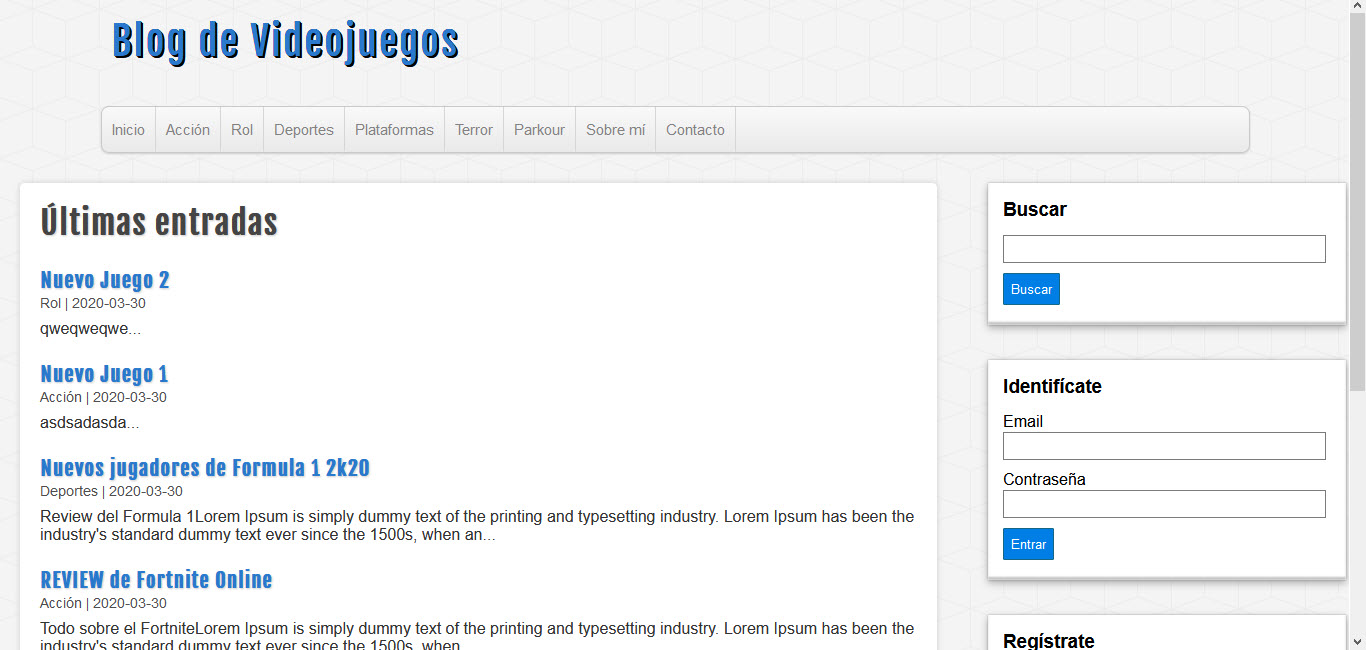 Blog de Videojuegos
Inicio Acción Rol Deportes Plataformas Terror Parkour Sobre mí Contacto
Últimas entradas
Nuevo Juego 2
Rol | 2020-03-30
qweqweqwe...
Nuevo Juego 1
Acción | 2020-03-30
asdsadasda...
Nuevos jugadores de Formula 1 2k20
Deportes | 2020-03-30
Review del Formula 1Lorem Ipsum is simply dummy text of the printing and typesetting industry. Lorem Ipsum has been the
industry's standard dummy text ever since the 1500s, when an...
REVIEW de Fortnite Online
Acción | 2020-03-30
Todo sobre el FortniteLorem Ipsum is simply dummy text of the printing and typesetting industry. Lorem Ipsum has been the
industry's standard dummy text ever since the 1500s, when
Buscar
Buscar
Identifícate
Email
Contraseña
Entrar
Regístrate